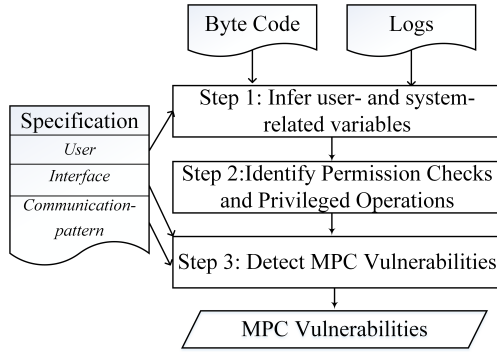 Byte Code
Logs
Step 1: Infer user- and system-
related variables
Specification
User
Interface
Communication-
pattern
Step 2:Identify Permission Checks
and Privileged Operations
Step 3: Detect MPC Vulnerabilities
MPC Vulnerabilities